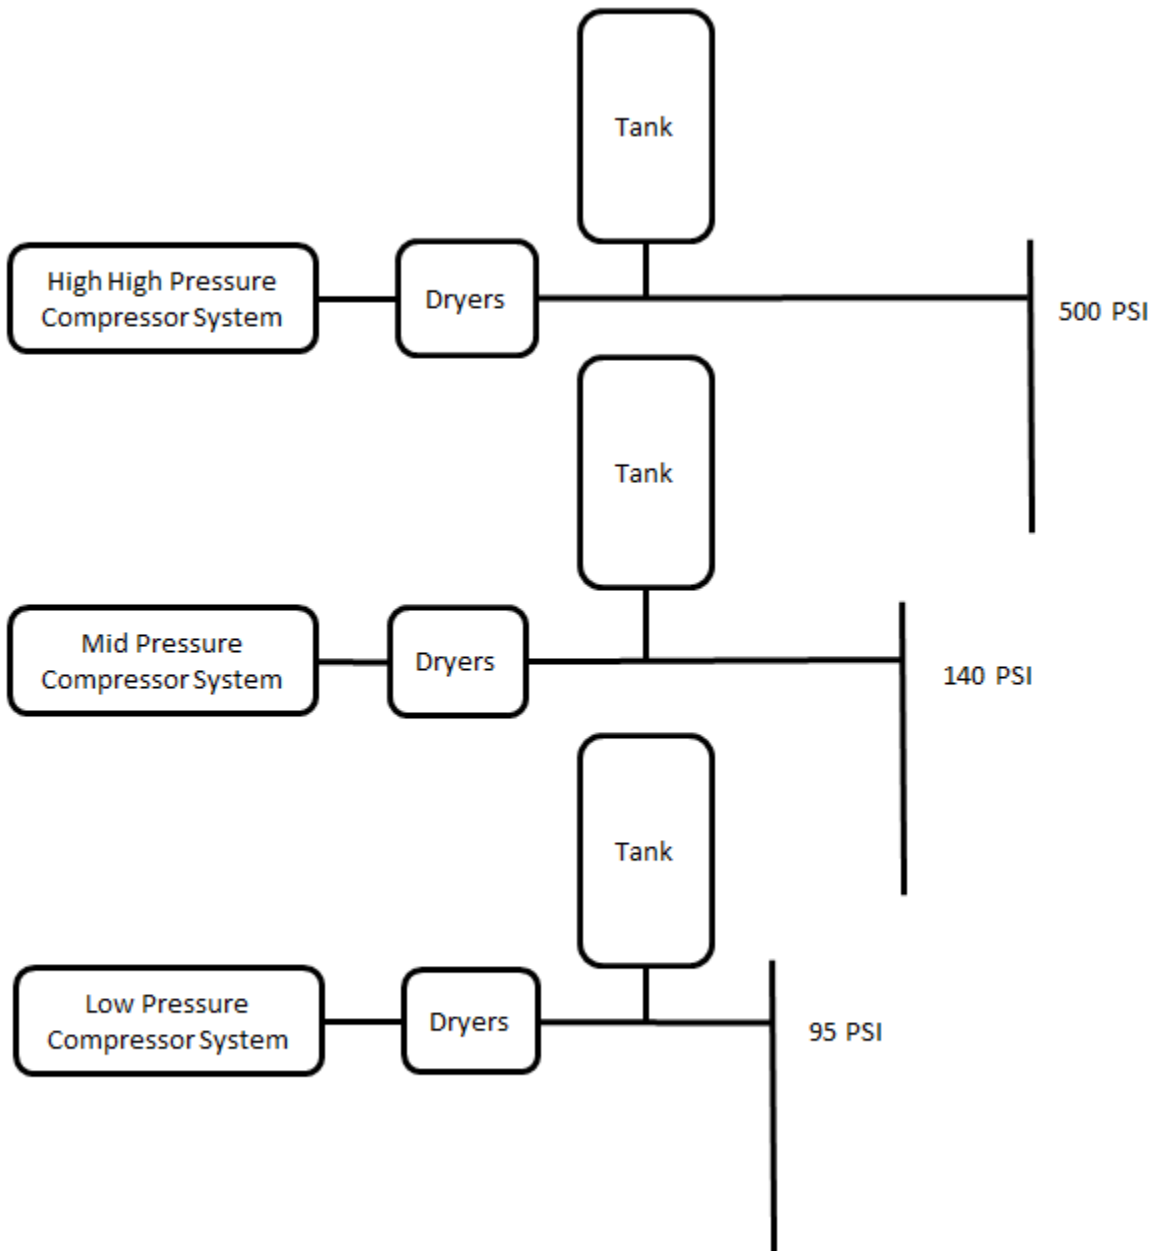 Tank
High High Pressure
Compressor System
Dryers
500 PSI
Tank
Mid Pressure
Compressor System
Dryers
140 PSI
Tank
Low Pressure
Compressor System
Dryers
95 PSI